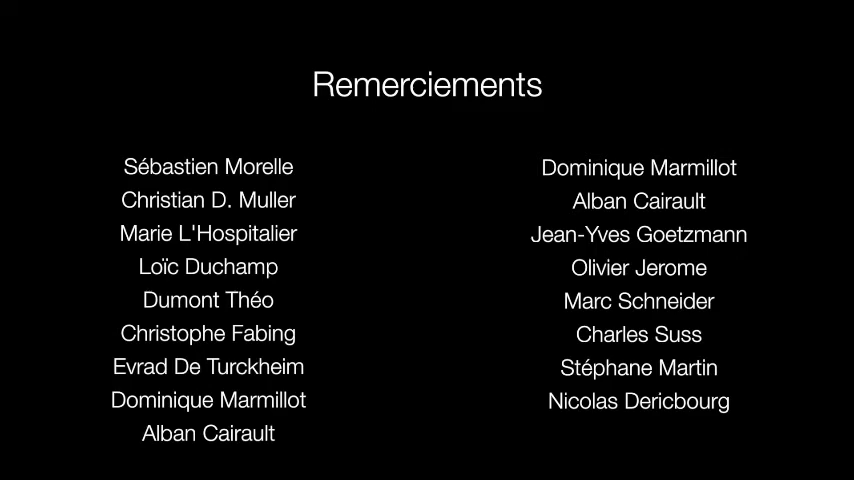 Remerciements
Sébastien Morelle
Christian D. Muller
Marie L'Hospitalier
Loïc Duchamp
Dumont Théo
Christophe Fabing
Evrad De Turckheim
Dominique Marmillot
Alban Cairault
Dominique Marmillot
Alban Cairault
Jean-Yves Goetzmann
Olivier Jerome
Marc Schneider
Charles Suss
Stéphane Martin
Nicolas Dericbourg